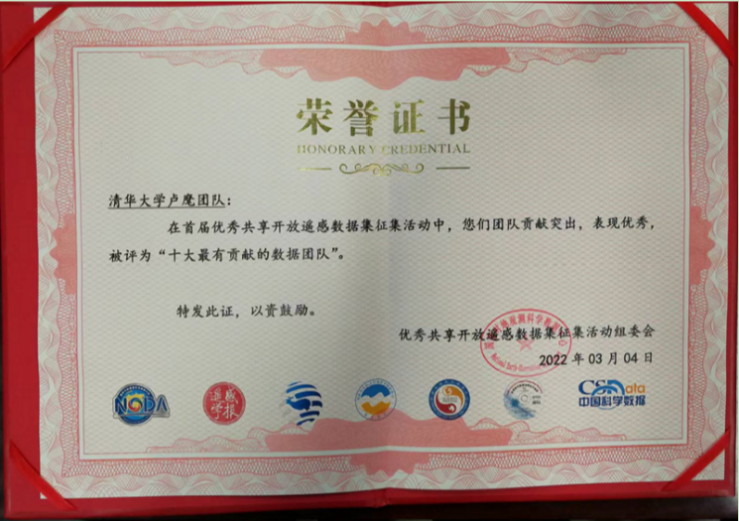 荣誉证书
HONORARY CREDENTIAL
清华大学卢麾团队：
在首届优秀共享开放遥感数据集征集活动中，您们团队贡献突出，表现优秀，
被评为“十大最有贡献的数据团队”。
特发此证，以资鼓励。
优秀共享开放遥感数据集征集活动组委会
2022 年 03 月 04 日
NODA
遥感学报
CSData
中国科学数据